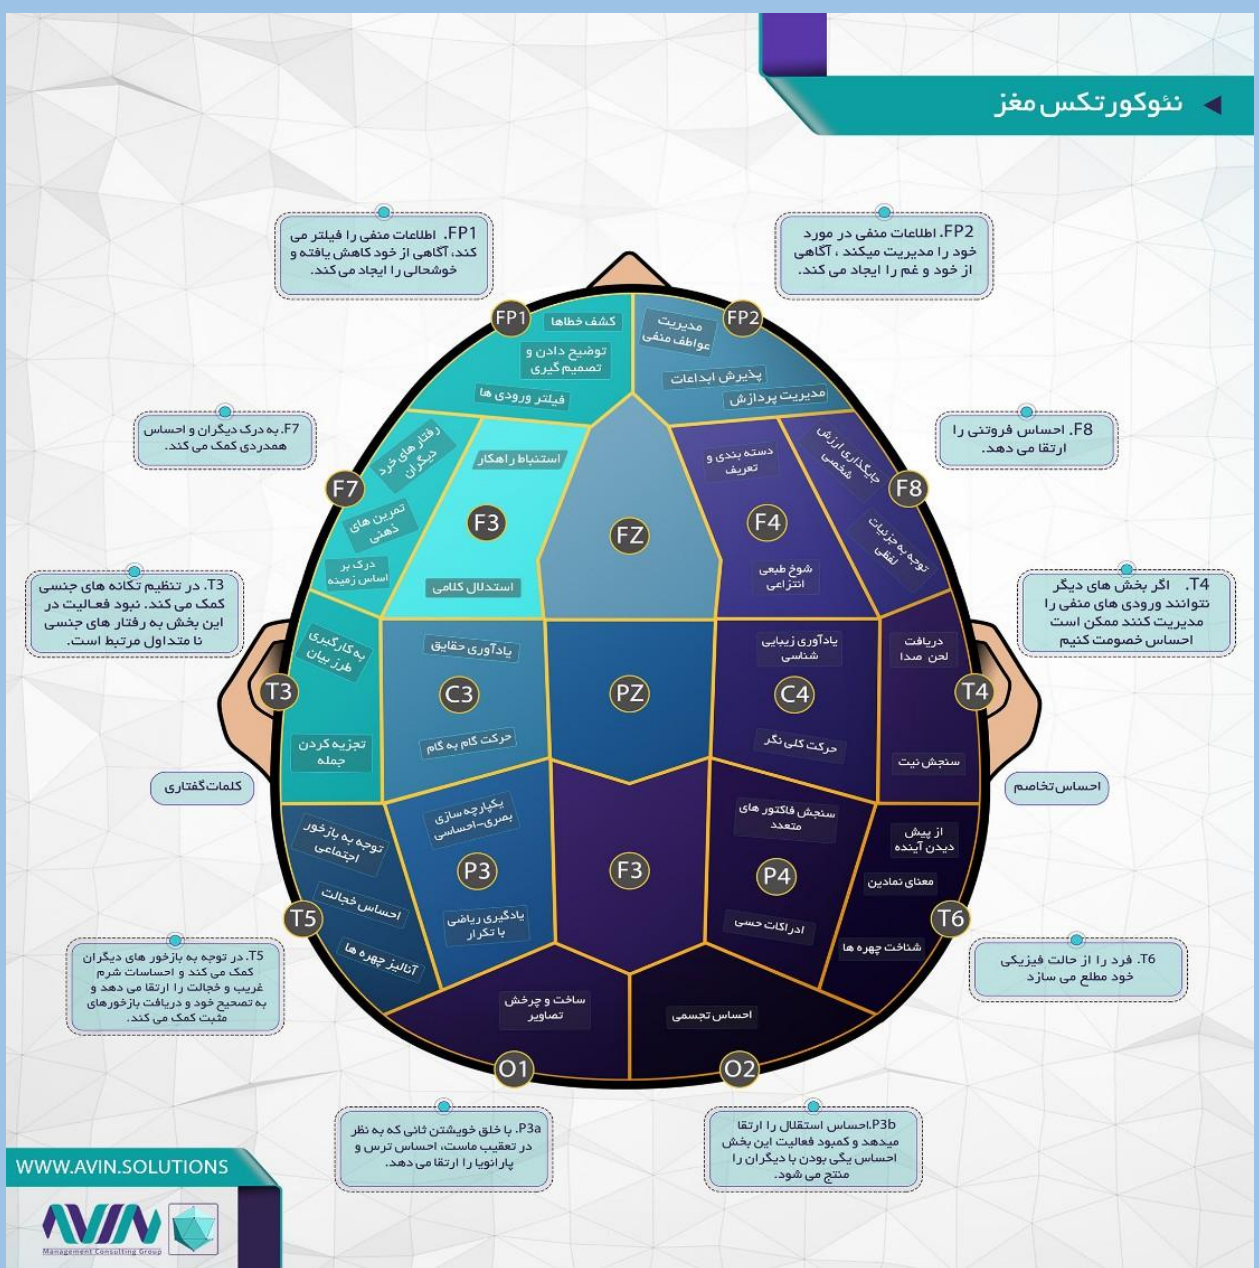 نئوکورتکس مغز
FP1. اطلاعات منفی را فیلتر می
کند، آگاهی از خود کاهش یافته و
خوشحالی را ایجاد می کند.
FP2. اطلاعات منفی در مورد
خود را مدیریت میکند ، آگاهی
از خود و غم را ایجاد می کند.
FP1
FP2
کشف خطاها
توضیح دادن و
تصمیم گیری
فیلتر ورودی ها
مدیریت
عواطف منفی
پذیرش ابداعات
مدیریت پردازش
F7. به درک دیگران و احساس
همدردی کمک می کند.
F8. احساس فروتنی را
ارتقا می دهد.
رفتار های خرد
دیگران
F7
تمرین های
ذهنی
درک بر
اساس زمینه
استنباط راهکار
F3
استدلال کلامی
FZ
دسته بندی و
تعریف
F4
شوخ طبعی
انتزاعی
جایگذاری ارزش
شخصی
F8
توجه به جزئیات
لفظی
T3. در تنظیم تکانه های جنسی
کمک می کند. نبود فعالیت در
این بخش به رفتار های جنسی
نا متداول مرتبط است.
T4. اگر بخش های دیگر
نتوانند ورودی های منفی را
مدیریت کنند ممکن است
احساس خصومت کنیم
به کارگیری
طرز بیان
T3
تجزیه کردن
جمله
یادآوری حقایق
C3
حرکت گام به گام
PZ
یادآوری زیبایی
شناسی
C4
حرکت کلی نگر
دریافت
لحن صدا
T4
سنجش نیت
کلمات گفتاری
احساس تخاصم
توجه به بازخور
اجتماعی
احساس خجالت
T5
آنالیز چهره ها
یکپارچه سازی
بصری-احساسی
P3
یادگیری ریاضی
با تکرار
F3
سنجش فاکتور های
متعدد
P4
ادراکات حسی
از پیش
دیدن آینده
معنای نمادین
T6
شناخت چهره ها
T5. در توجه به بازخور های دیگران
کمک می کند و احساسات شرم
غریب و خجالت را ارتقا می دهد و
به تصحیح خود و دریافت بازخورهای
مثبت کمک می کند.
T6. فرد را از حالت فیزیکی
خود مطلع می سازد
ساخت و چرخش
تصاویر
احساس تجسمی
O1
O2
P3a. با خلق خویشتن ثانی که به نظر
در تعقیب ماست، احساس ترس و
پارانویا را ارتقا می دهد.
P3b.احساس استقلال را ارتقا
میدهد و کمبود فعالیت این بخش
احساس یگی بودن با دیگران را
منتج می شود.
WWW.AVIN.SOLUTIONS
AVIN
Management Consulting Group